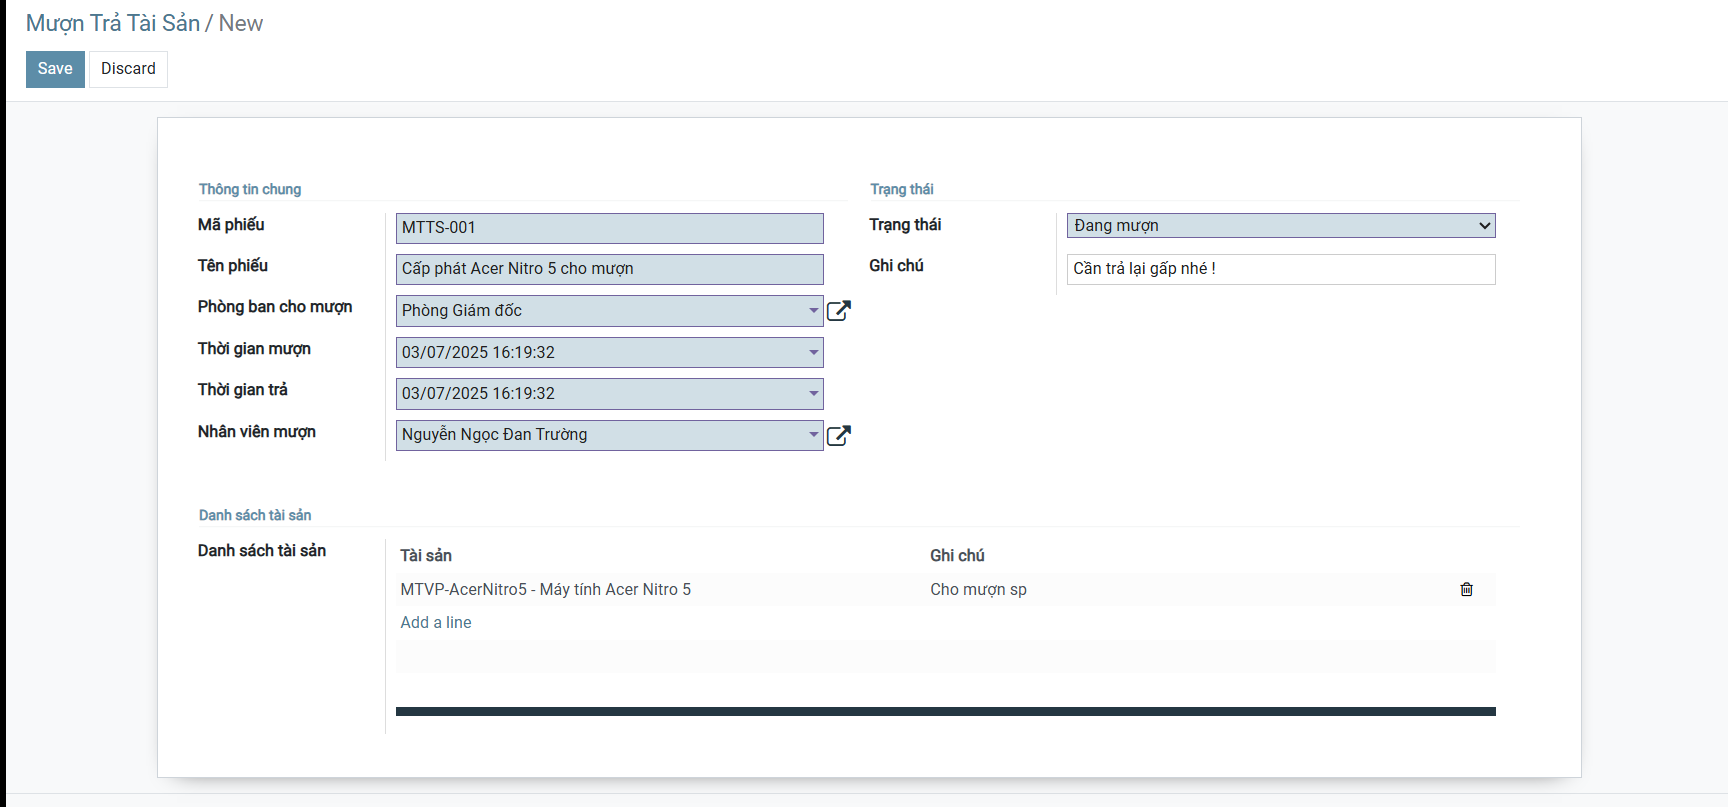 Mượn Trả Tài Sản / New
Save Discard
Thông tin chung
Mã phiếu MTTS-001
Tên phiếu Cấp phát Acer Nitro 5 cho mượn
Phòng ban cho mượn Phòng Giám đốc
Thời gian mượn 03/07/2025 16:19:32
Thời gian trả 03/07/2025 16:19:32
Nhân viên mượn Nguyễn Ngọc Đan Trường
Trạng thái
Trạng thái Đang mượn
Ghi chú Cần trả lại gấp nhé !
Danh sách tài sản
Danh sách tài sản
Tài sản Ghi chú
MTVP-AcerNitro5 - Máy tính Acer Nitro 5 Cho mượn sp
Add a line